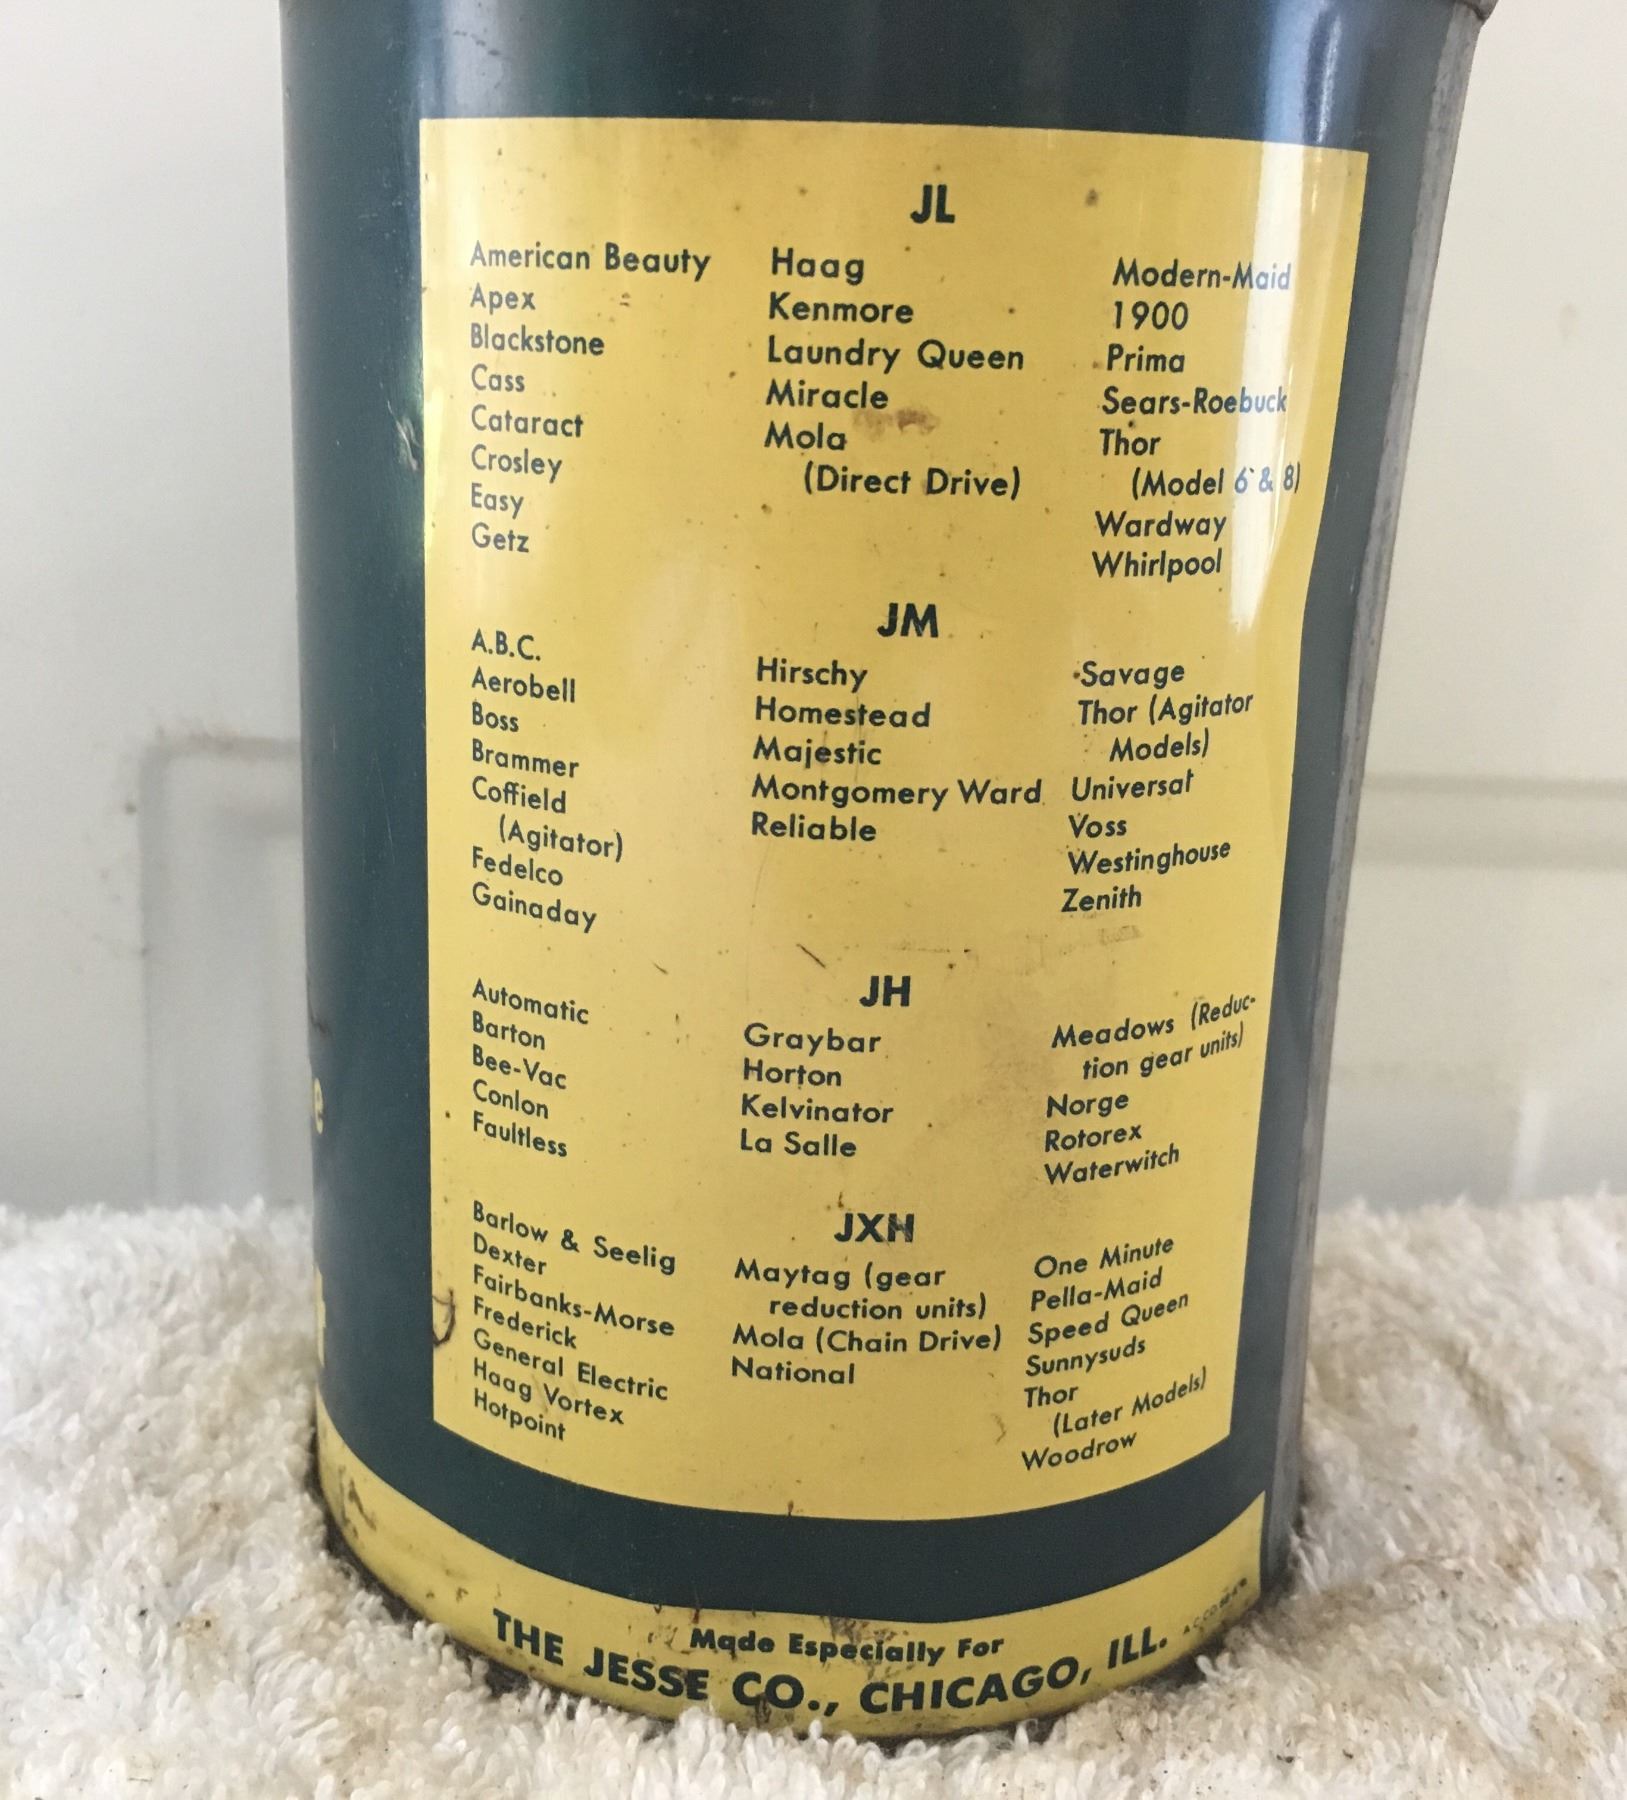 JL
American Beauty
Apex
Blackstone
Cass
Cataract
Crosley
Easy
Getz
Haag
Kenmore
Laundry Queen
Miracle
Mola
(Direct Drive)
Modern-Maid
1900
Prima
Sears-Roebuck
Thor
(Model 6 & 8)
Wardway
Whirlpool
JM
A.B.C.
Aerobell
Boss
Brammer
Coffield
(Agitator)
Fedelco
Gainaday
Hirschy
Homestead
Majestic
Montgomery Ward
Reliable
Savage
Thor (Agitator
Models)
Universal
Voss
Westinghouse
Zenith
JH
Automatic
Barton
Bee-Vac
Conlon
Faultless
Graybar
Horton
Kelvinator
La Salle
Meadows (Reduc-
tion gear units)
Norge
Rotorex
Waterwitch
JXH
Barlow & Seelig
Dexter
Fairbanks-Morse
Frederick
General Electric
Haag Vortex
Hotpoint
Maytag (gear
reduction units)
Mola (Chain Drive)
National
One Minute
Pella-Maid
Speed Queen
Sunnysuds
Thor
(Later Models)
Woodrow
Made Especially For
THE JESSE CO., CHICAGO, ILL.